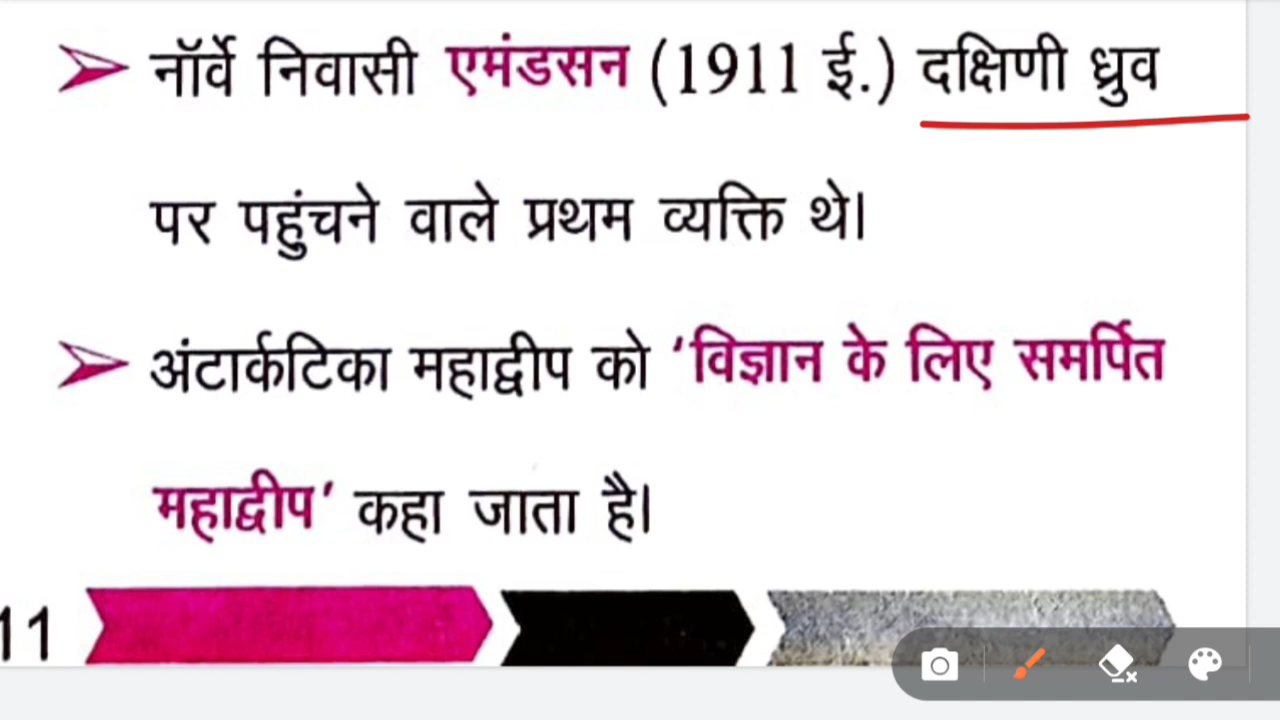 नॉर्वे निवासी एमंडसन (1911 ई.) दक्षिणी ध्रुव
पर पहुंचने वाले प्रथम व्यक्ति थे।
अंटार्कटिका महाद्वीप को ‘विज्ञान के लिए समर्पित
महाद्वीप’ कहा जाता है।
11